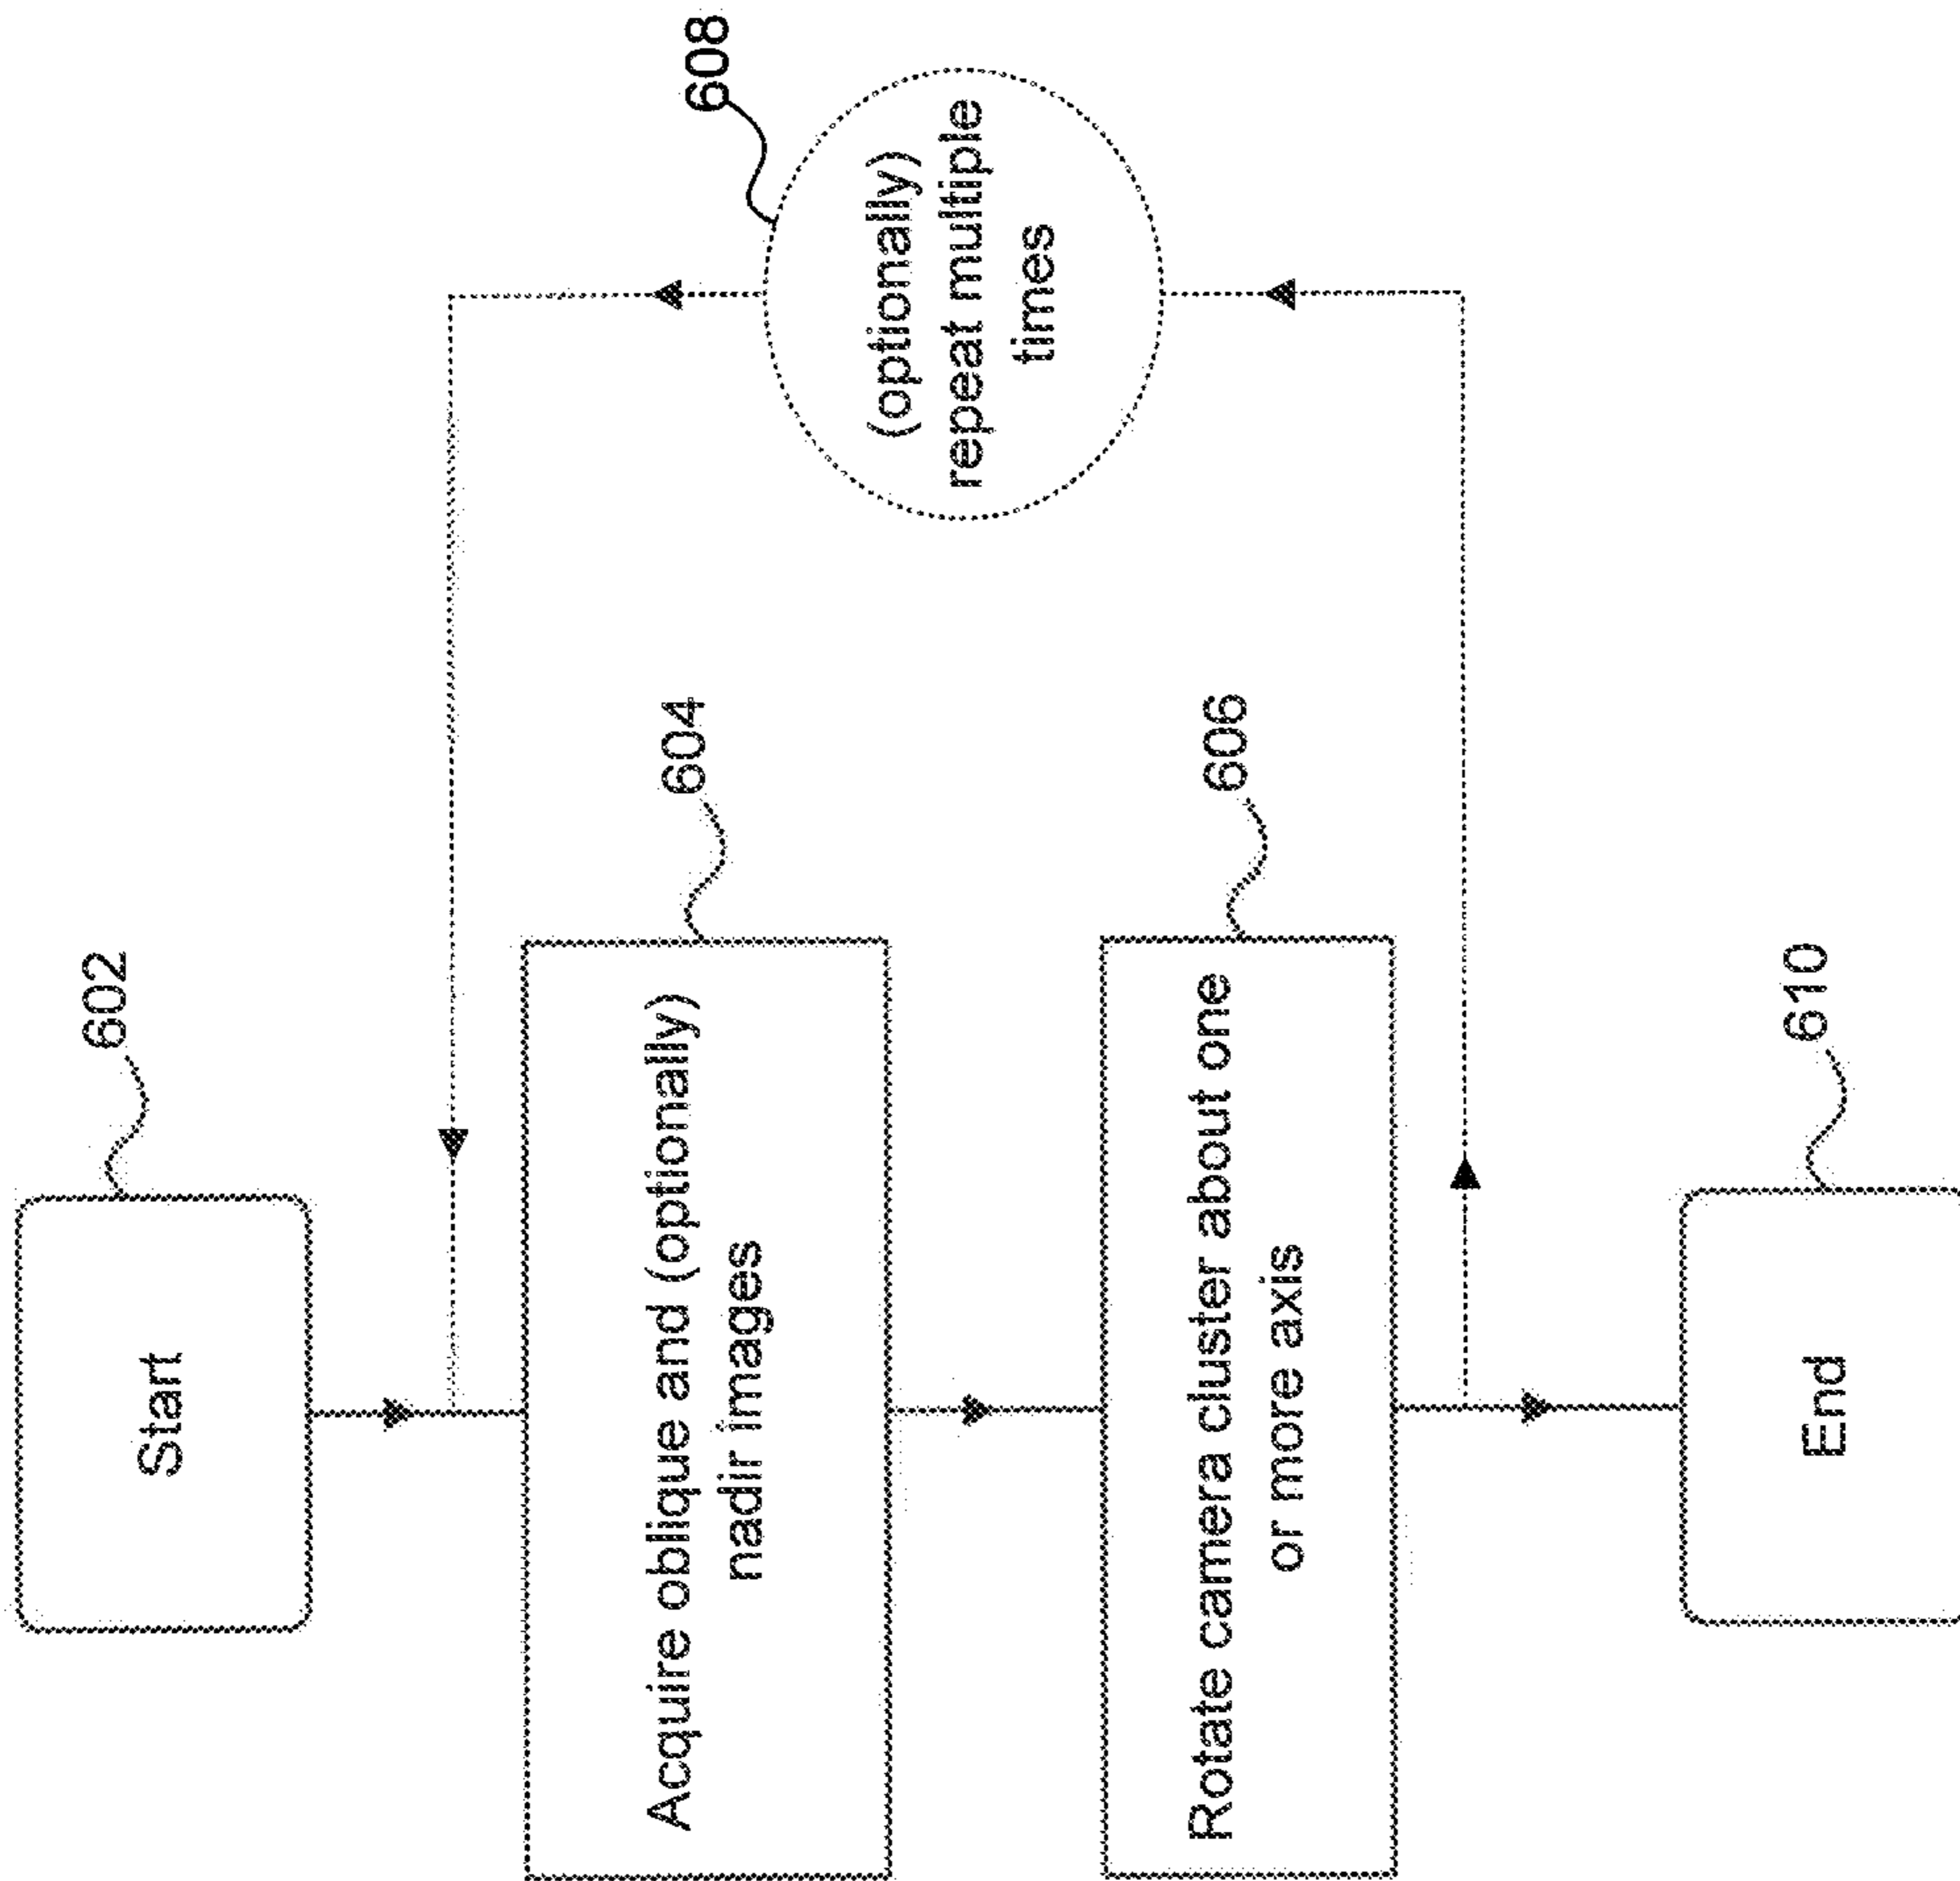 602
Start
604
Acquire oblique and (optionally)
nadir images
606
Rotate camera cluster about one
or more axis
608
(optionally)
repeat multiple
times
610
End